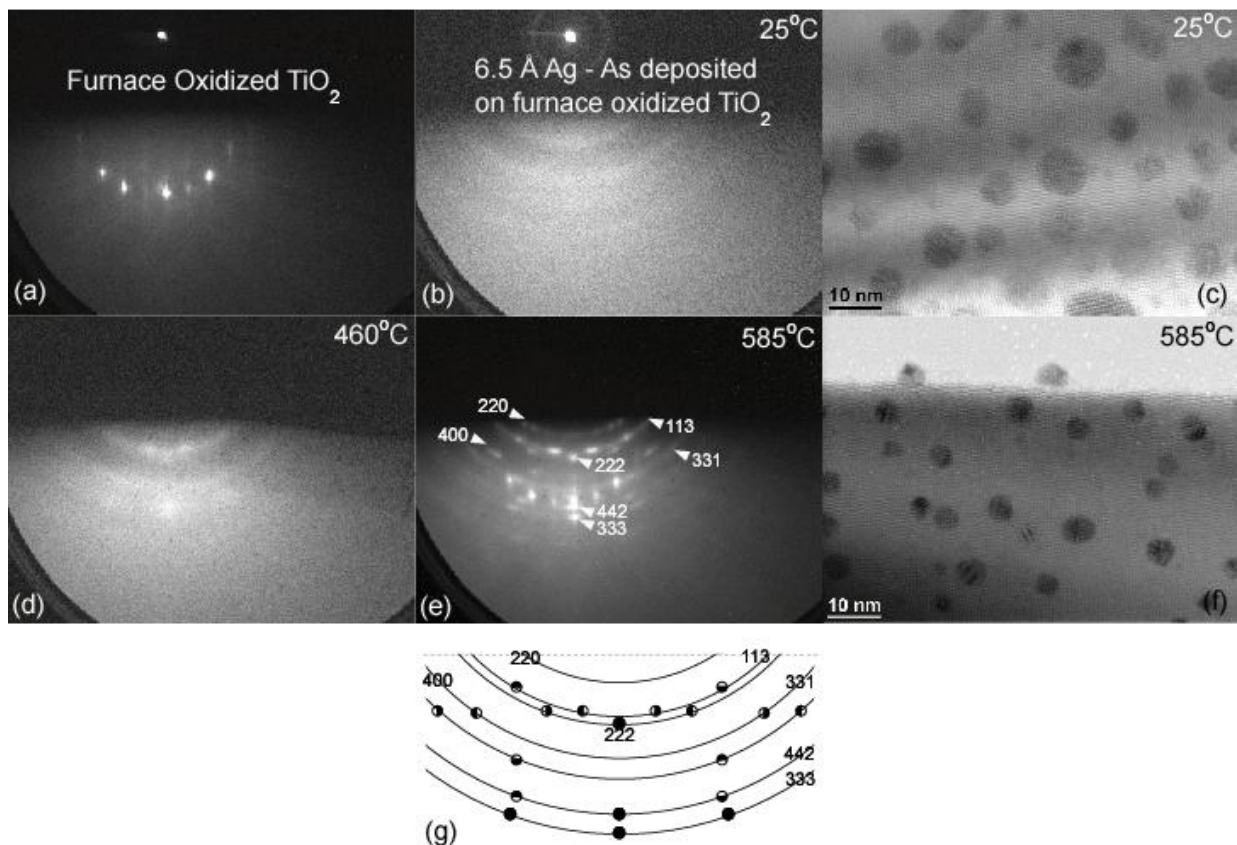 Furnace Oxidized TiO2
(a)
25°C
6.5 Å Ag - As deposited
on furnace oxidized TiO2
(b)
25°C
10 nm
(c)
460°C
(d)
585°C
220
113
400
331
222
442
333
(e)
585°C
10 nm
(f)
220
113
400
331
222
442
333
(g)